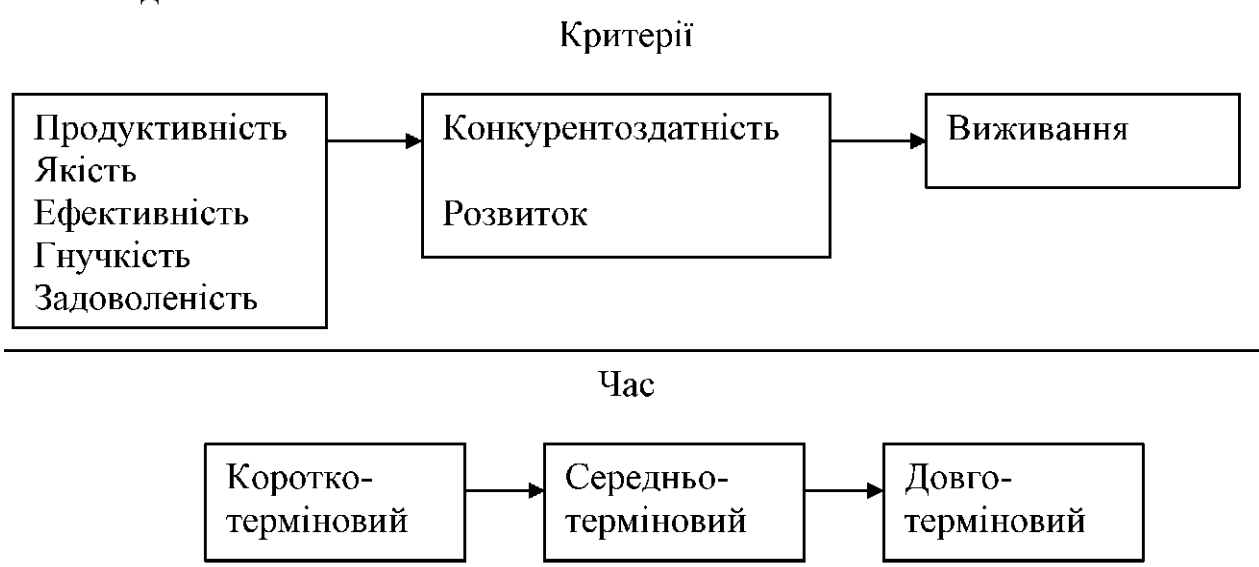 Критерії
Продуктивність
Якість
Ефективність
Гнучкість
Задоволеність
Конкурентоздатність
Розвиток
Виживання
Час
Коротко-
терміновий
Середньо-
терміновий
Довго-
терміновий